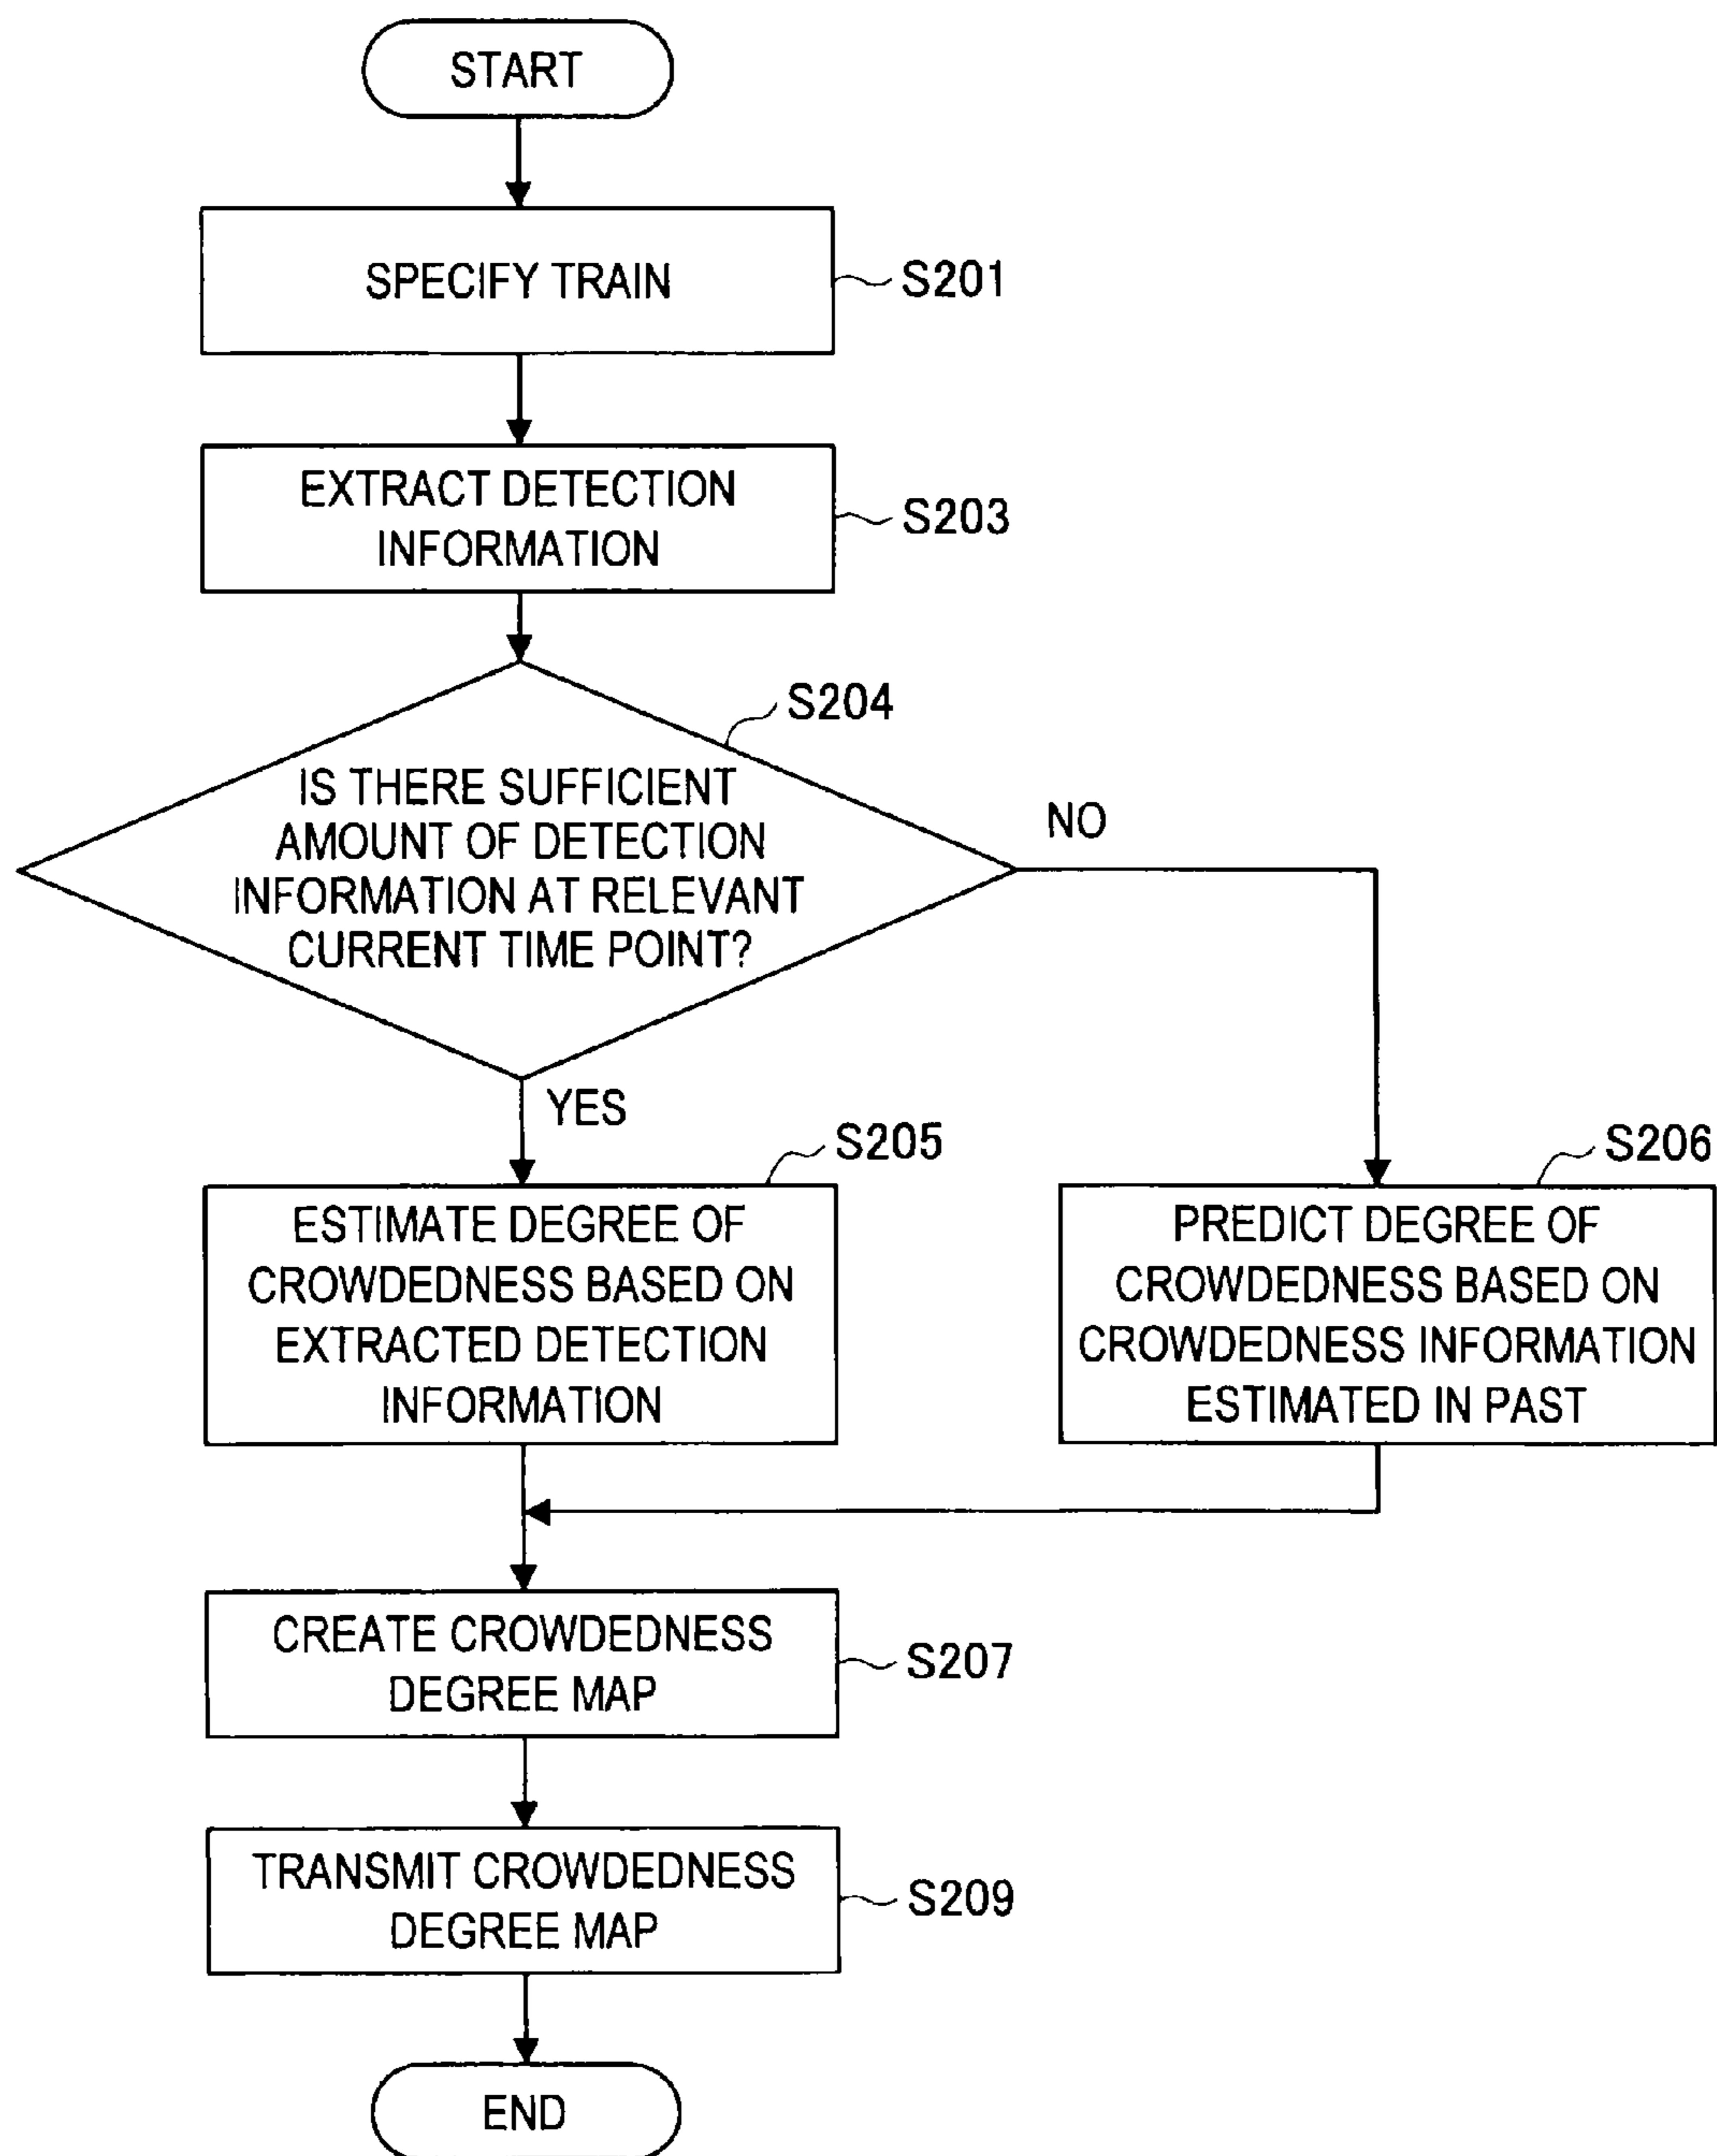 START
SPECIFY TRAIN
S201
EXTRACT DETECTION
INFORMATION
S203
S204
IS THERE SUFFICIENT
AMOUNT OF DETECTION
INFORMATION AT RELEVANT
CURRENT TIME POINT?
NO
YES
S205
ESTIMATE DEGREE OF
CROWDEDNESS BASED ON
EXTRACTED DETECTION
INFORMATION
S206
PREDICT DEGREE OF
CROWDEDNESS BASED ON
CROWDEDNESS INFORMATION
ESTIMATED IN PAST
CREATE CROWDEDNESS
DEGREE MAP
S207
TRANSMIT CROWDEDNESS
DEGREE MAP
S209
END